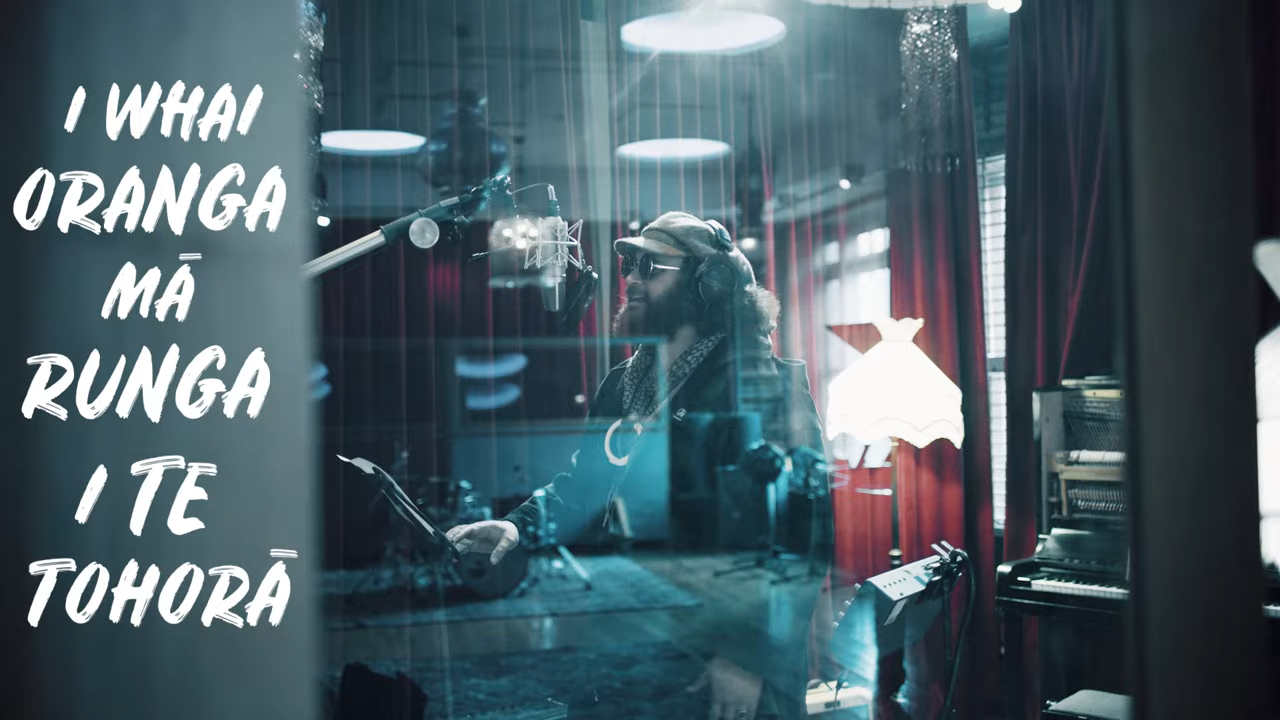 I WHAI
ORANGA
MĀ
RUNGA
I TE
TOHORĀ